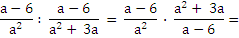 (a − 6)/a² : (a − 6)/(a² + 3a) = (a − 6)/a² · (a² + 3a)/(a − 6) =